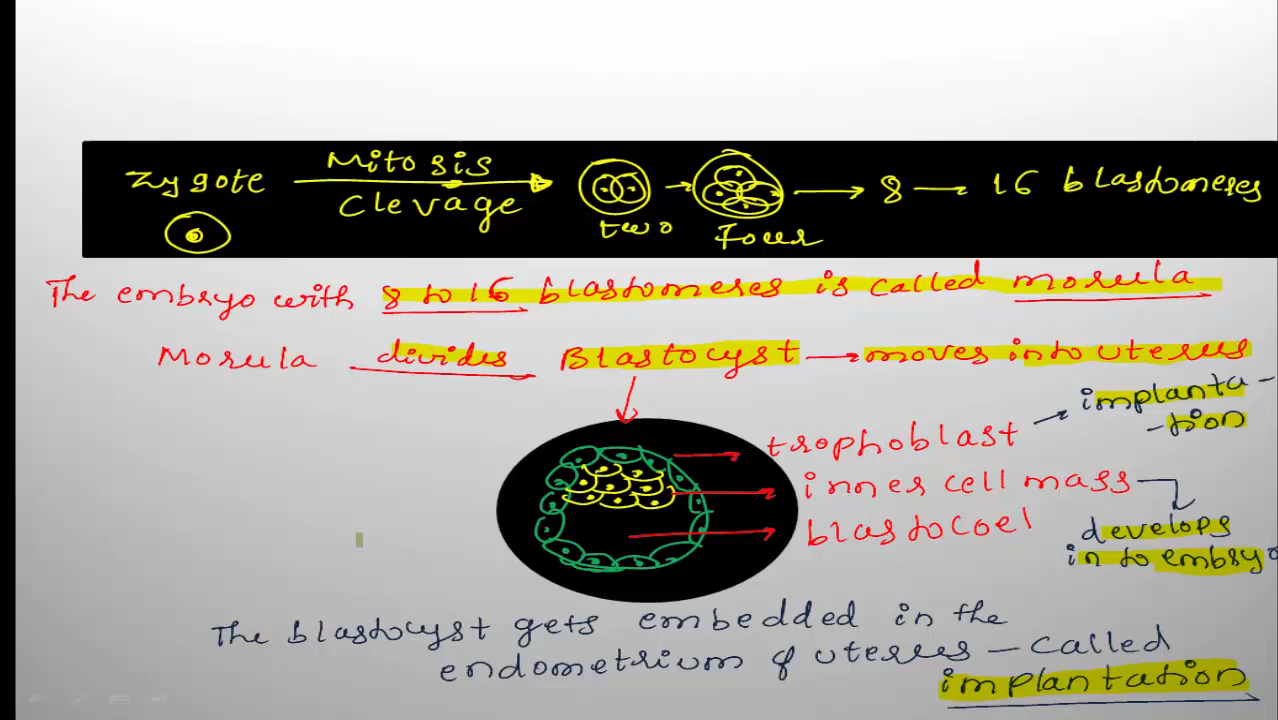 Zygote Mitosis Clevage two four 8 16 blastomeres
The embryo with 8 to 16 blastomeres is called morula
Morula divides Blastocyst moves into uterus
trophoblast implanta-
-tion
inner cell mass develops
in to embryo
blastocoel
The blastocyst gets embedded in the
endometrium of uterus - called
implantation